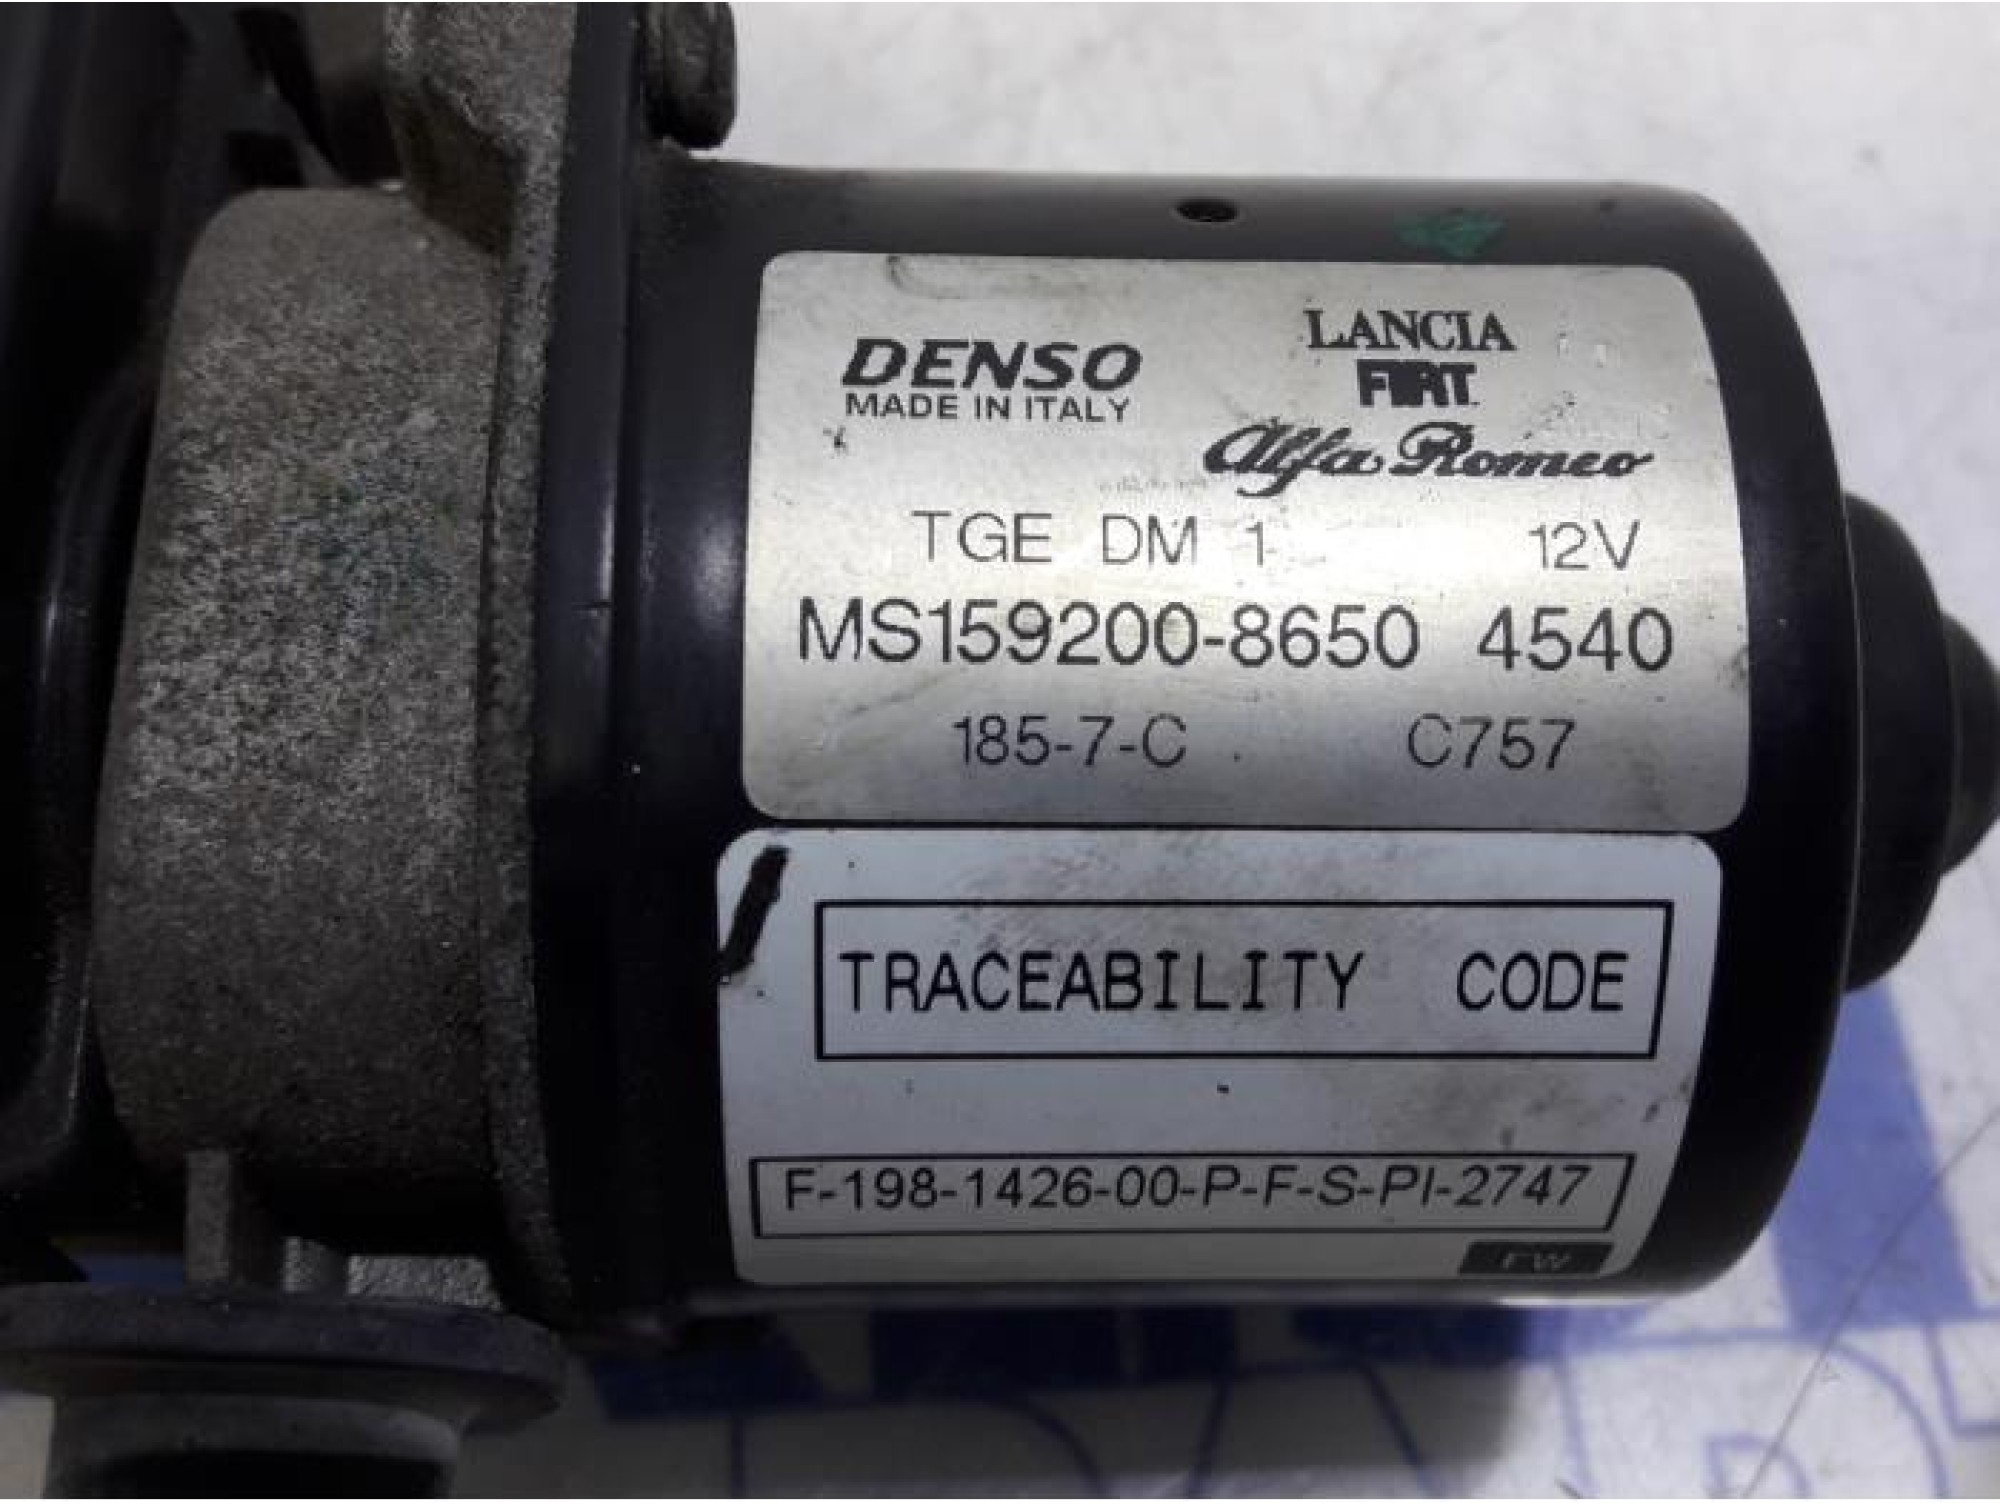 DENSO
MADE IN ITALY
LANCIA
FIAT
Alfa Romeo
TGE DM 1 12V
MS159200-8650 4540
185-7-C C757
TRACEABILITY CODE
F-198-1426-00-P-F-S-PI-2747